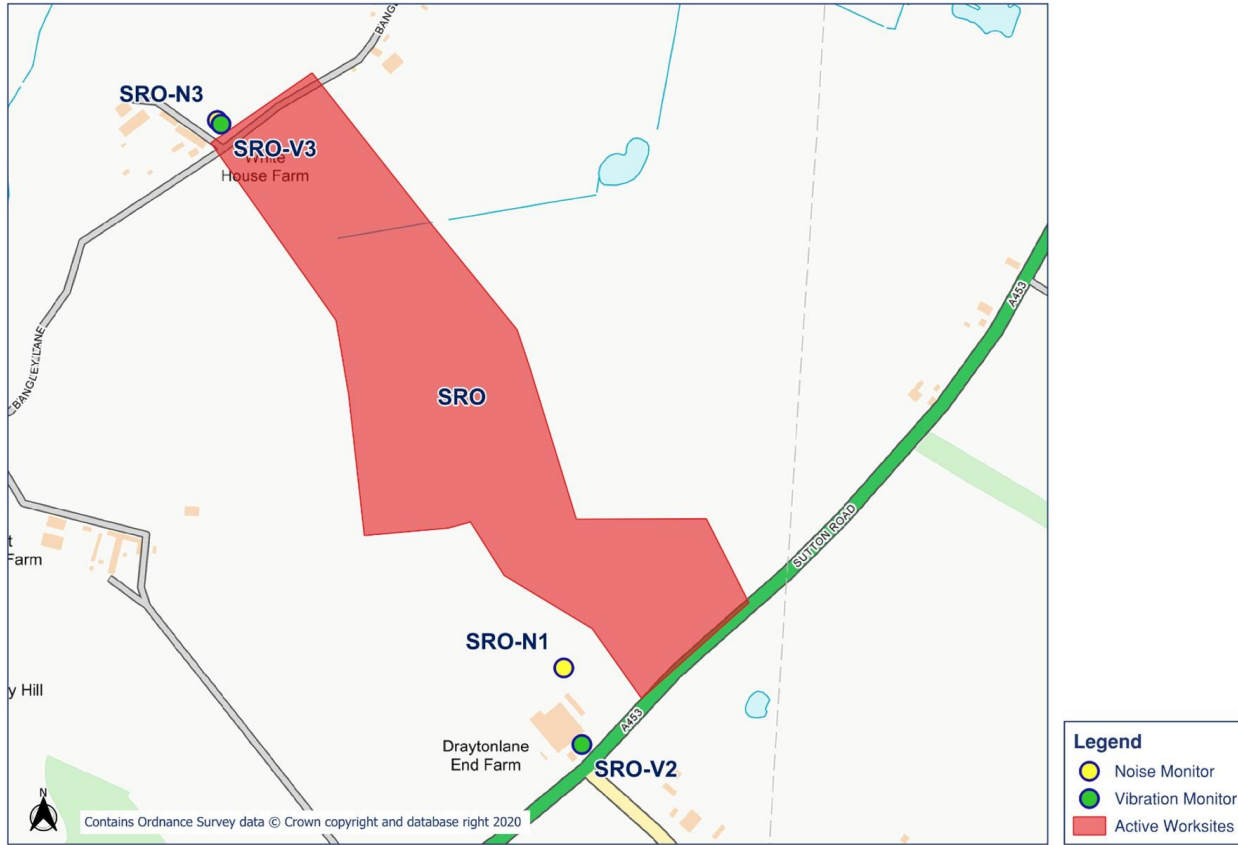 BANGL
SRO-N3
SRO-V3
White
House Farm
A453
BANGLEY LANE
SRO
SUTTON ROAD
t
Farm
SRO-N1
y Hill
A453
Draytonlane
End Farm
SRO-V2
N
Contains Ordnance Survey data © Crown copyright and database right 2020
Legend
Noise Monitor
Vibration Monitor
Active Worksites